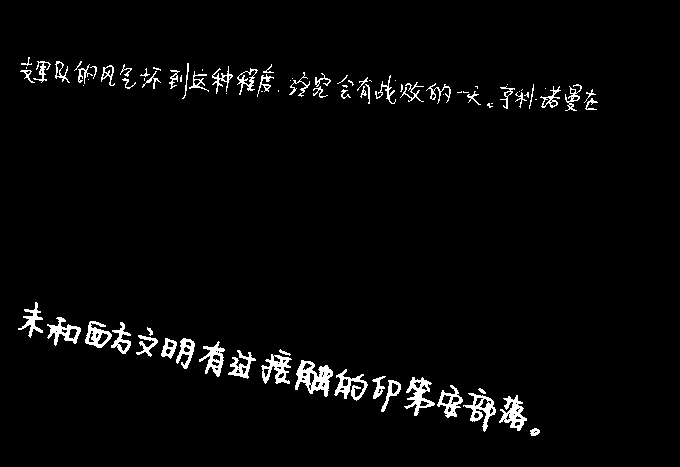 球队的风气坏到这种程度，终究会有战败的一天。亨利·诺曼在
未和西方文明有过接触的印第安部落。